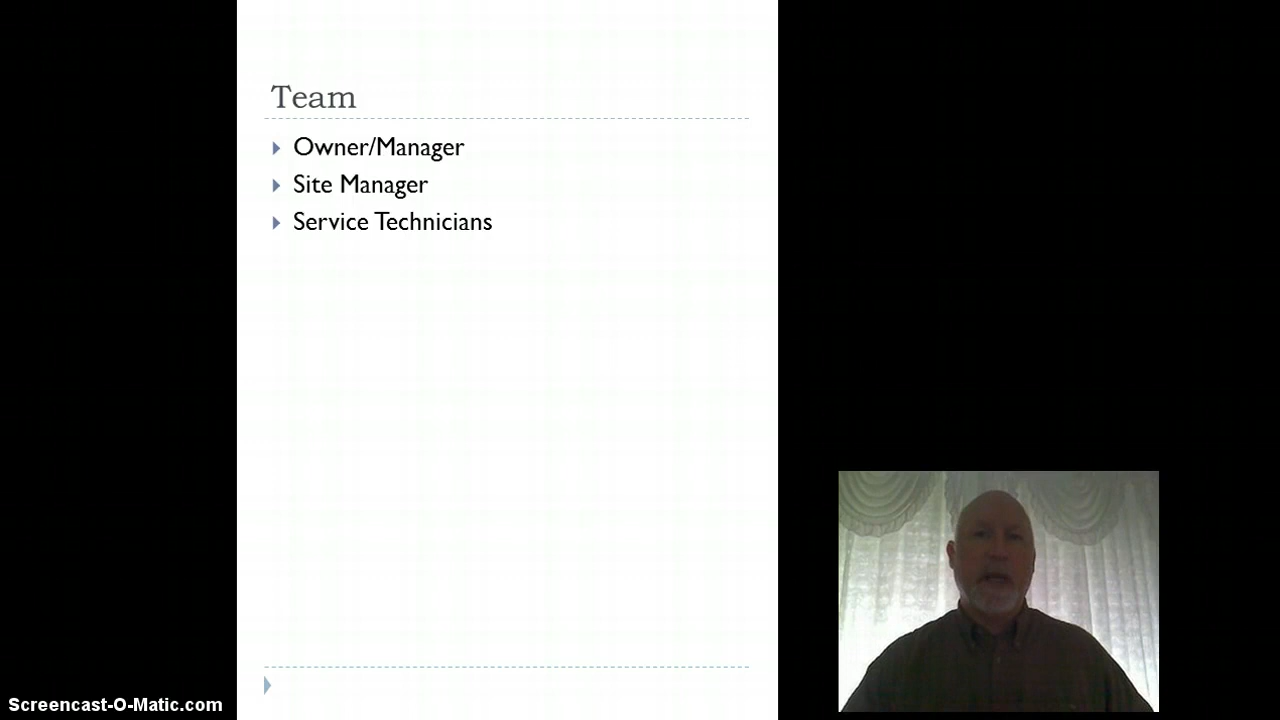 Team
Owner/Manager
Site Manager
Service Technicians
Screencast-O-Matic.com